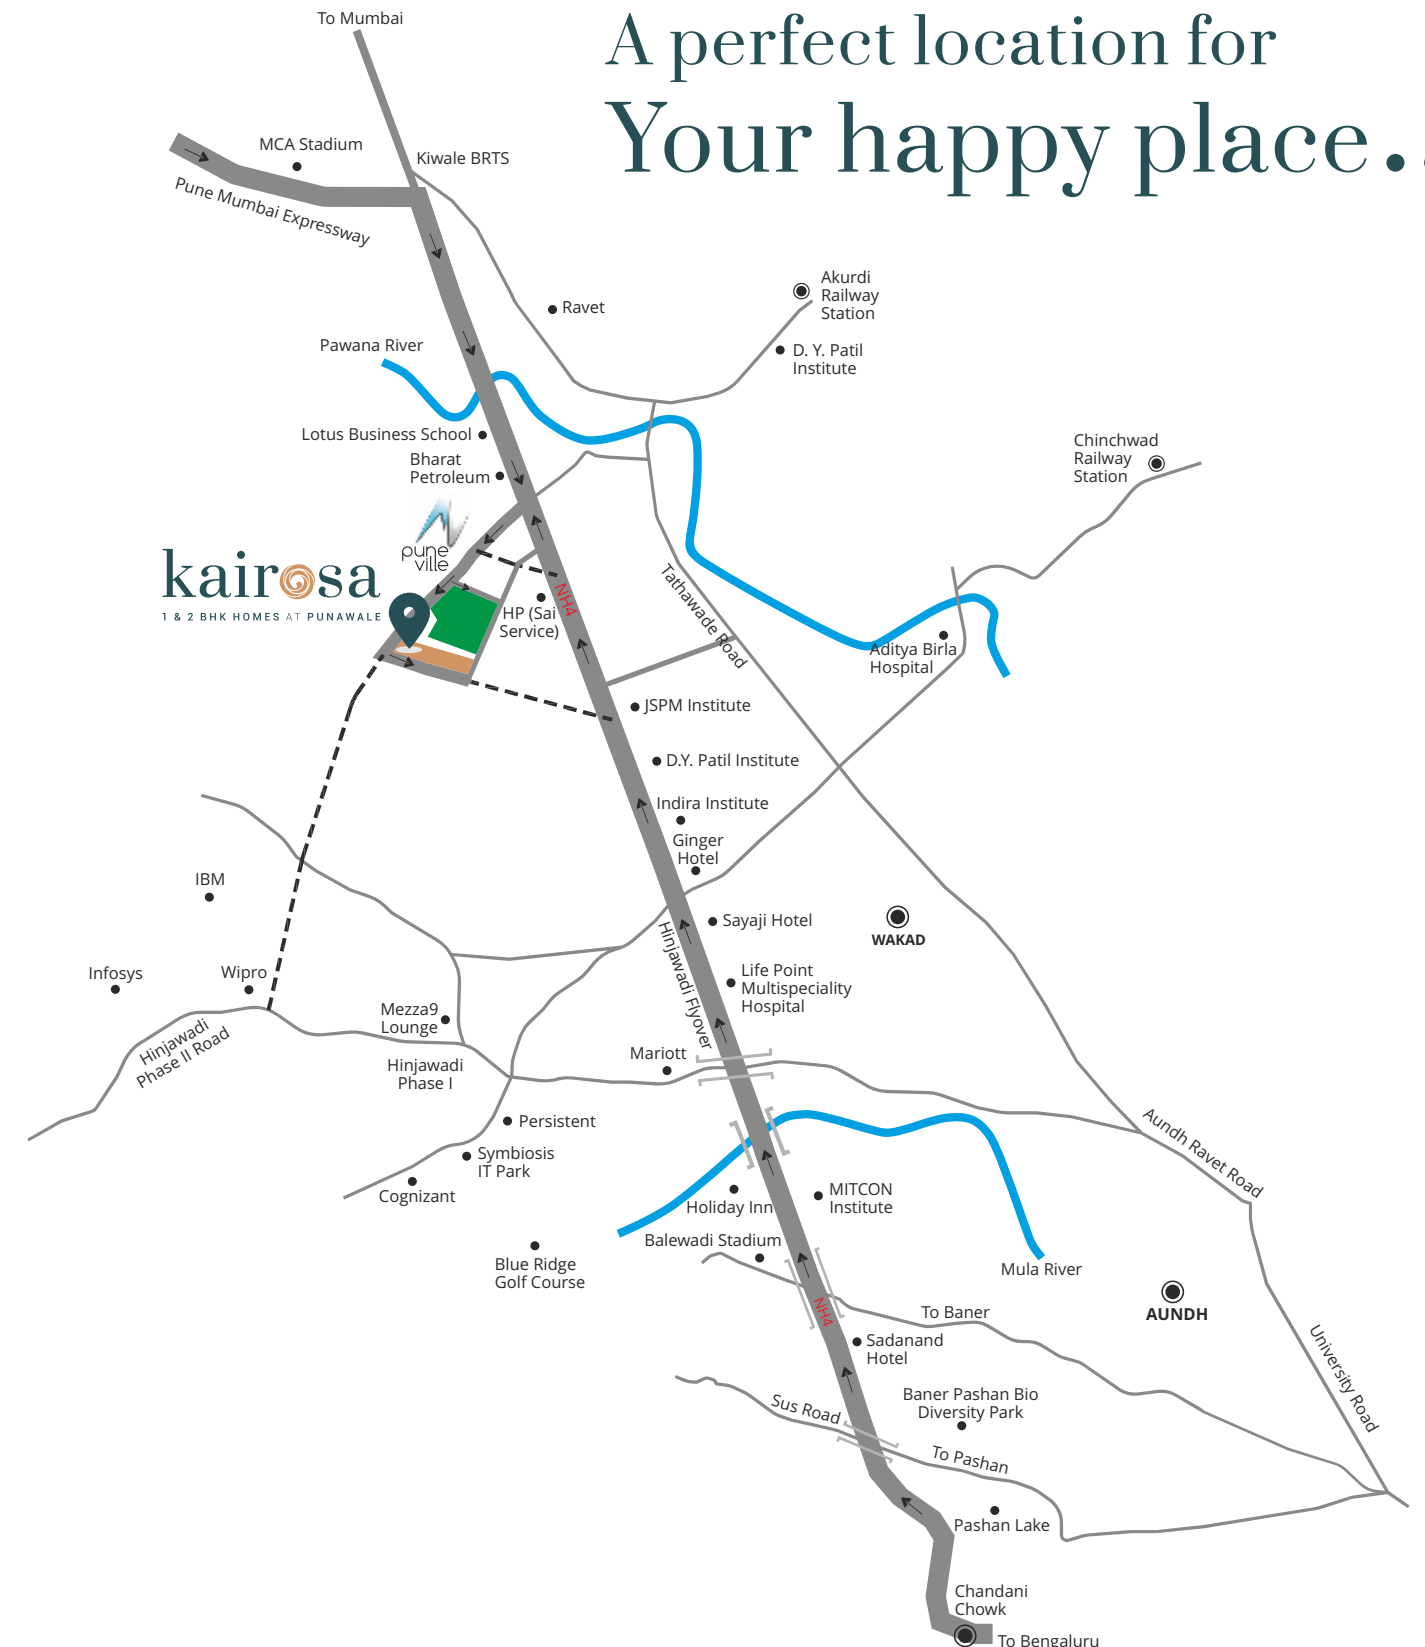 To Mumbai
A perfect location for
Your happy place..
MCA Stadium
Kiwale BRTS
Pune Mumbai Expressway
Akurdi
Railway
Station
Ravet
Pawana River
D. Y. Patil
Institute
Lotus Business School
Bharat
Petroleum
Chinchwad
Railway
Station
pune
ville
kairosa
1 & 2 BHK HOMES AT PUNAWALE
NH4
HP (Sai
Service)
Tathawade Road
Aditya Birla
Hospital
JSPM Institute
D.Y. Patil Institute
Indira Institute
Ginger
Hotel
IBM
Sayaji Hotel
WAKAD
Hinjawadi Flyover
Infosys
Wipro
Life Point
Multispeciality
Hospital
Mezza9
Lounge
Hinjawadi
Phase II Road
Hinjawadi
Phase I
Mariott
Persistent
Aundh Ravet Road
Symbiosis
IT Park
Cognizant
Holiday Inn
MITCON
Institute
Balewadi Stadium
Blue Ridge
Golf Course
Mula River
NH4
To Baner
AUNDH
Sadanand
Hotel
University Road
Baner Pashan Bio
Diversity Park
Sus Road
To Pashan
Pashan Lake
Chandani
Chowk
To Bengaluru